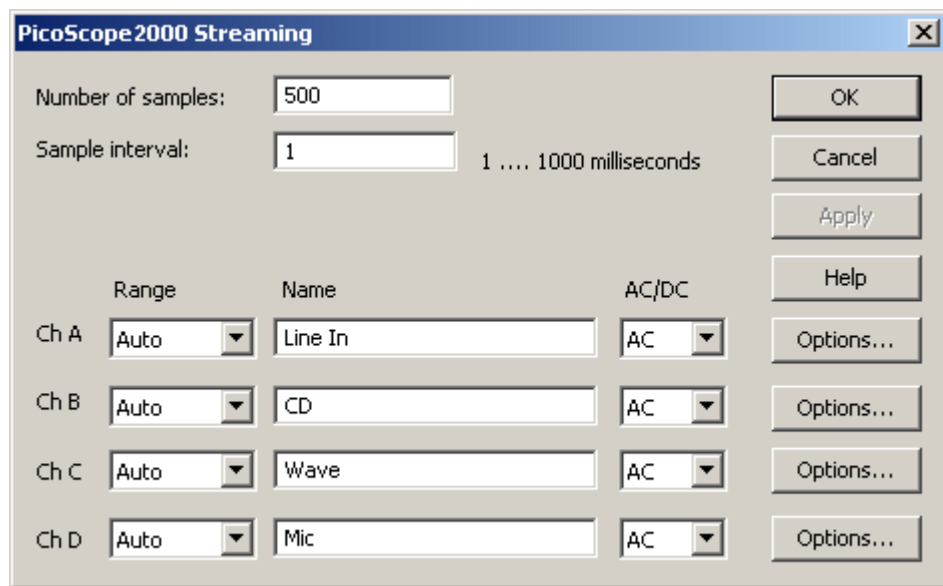 PicoScope2000 Streaming
Number of samples: 500 OK
Sample interval: 1 1 .... 1000 milliseconds Cancel
Apply
Help
Range Name AC/DC
Ch A Auto Line In AC Options...
Ch B Auto CD AC Options...
Ch C Auto Wave AC Options...
Ch D Auto Mic AC Options...